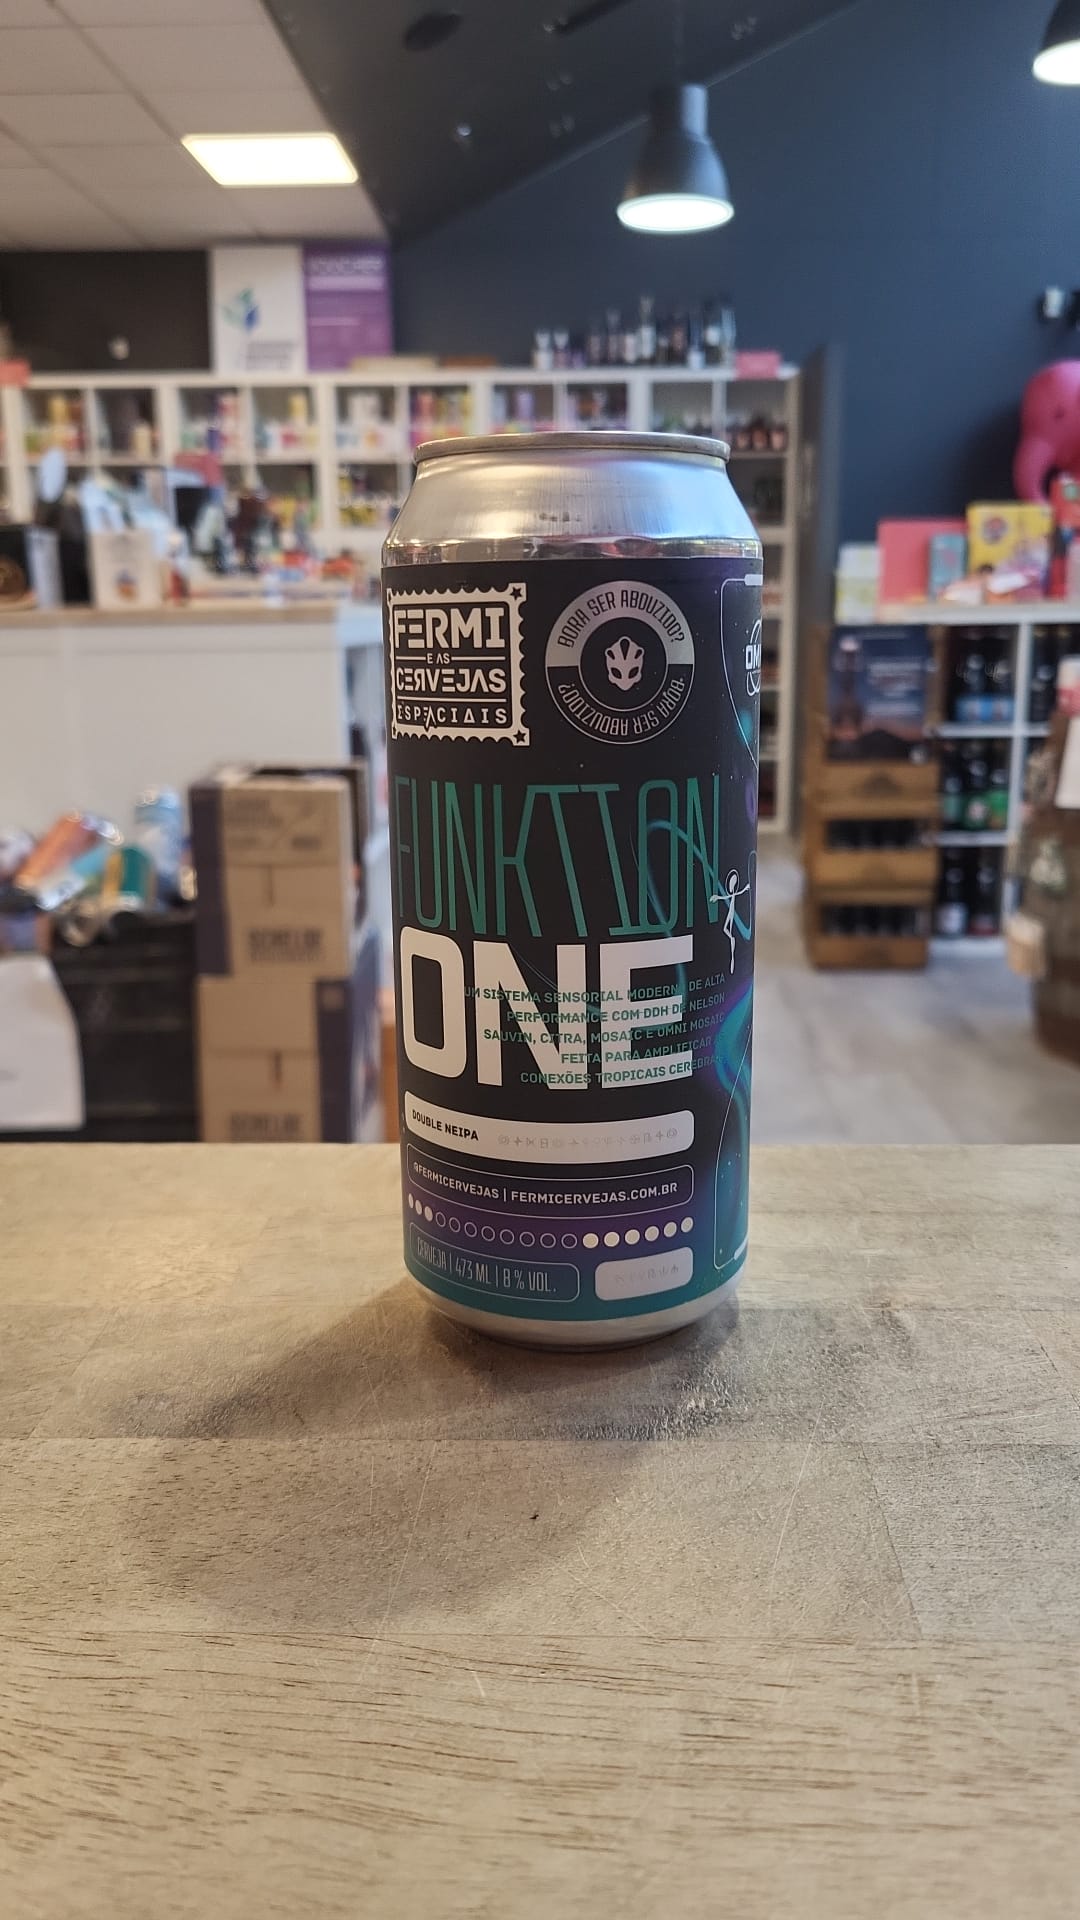 FERMI
E AS
CERVEJAS
ESPACIAIS
BORA SER ABDUZIDO?
BORA SER ABDUZIDO?
FUNKTION
ONE
UM SISTEMA SENSORIAL MODERNO DE ALTA
PERFORMANCE COM DDH DE NELSON
SAUVIN, CITRA, MOSAIC E OMNI MOSAIC
FEITA PARA AMPLIFICAR
CONEXÕES TROPICAIS
DOUBLE NEIPA
@FERMICERVEJAS | FERMICERVEJAS.COM.BR
CERVEJA | 473 ML | 8 % VOL.